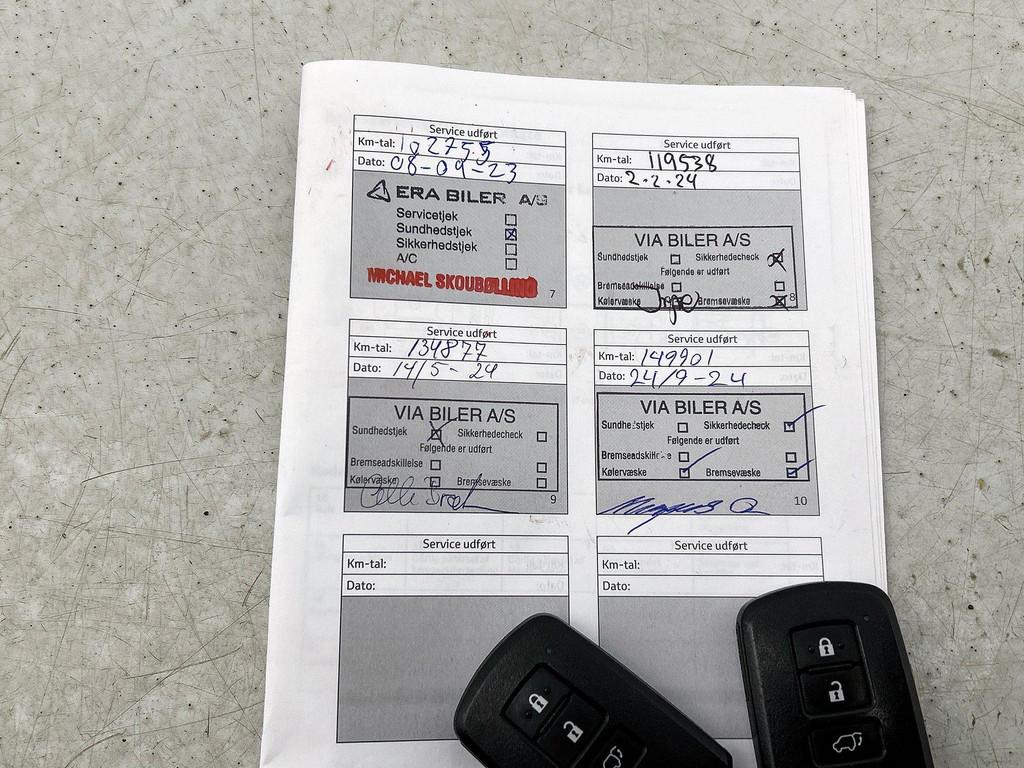 Service udført
Km-tal: 102755
Dato: 08-09-23
ERA BILER A/S
Servicetjek
Sundhedstjek
Sikkerhedstjek
A/C
MICHAEL SKOUBØLLING
7
Service udført
Km-tal: 119538
Dato: 2-2-24
VIA BILER A/S
Sundhedstjek Sikkerhedecheck
Følgende er udført
Bremseadskillelse
Kølervæske Bremsevæske
8
Service udført
Km-tal: 134877
Dato: 14/5-24
VIA BILER A/S
Sundhedstjek Sikkerhedecheck
Følgende er udført
Bremseadskillelse
Kølervæske Bremsevæske
9
Service udført
Km-tal: 149901
Dato: 24/9-24
VIA BILER A/S
Sundhedstjek Sikkerhedecheck
Følgende er udført
Bremseadskillelse
Kølervæske Bremsevæske
10
Service udført
Km-tal:
Dato:
Service udført
Km-tal:
Dato: